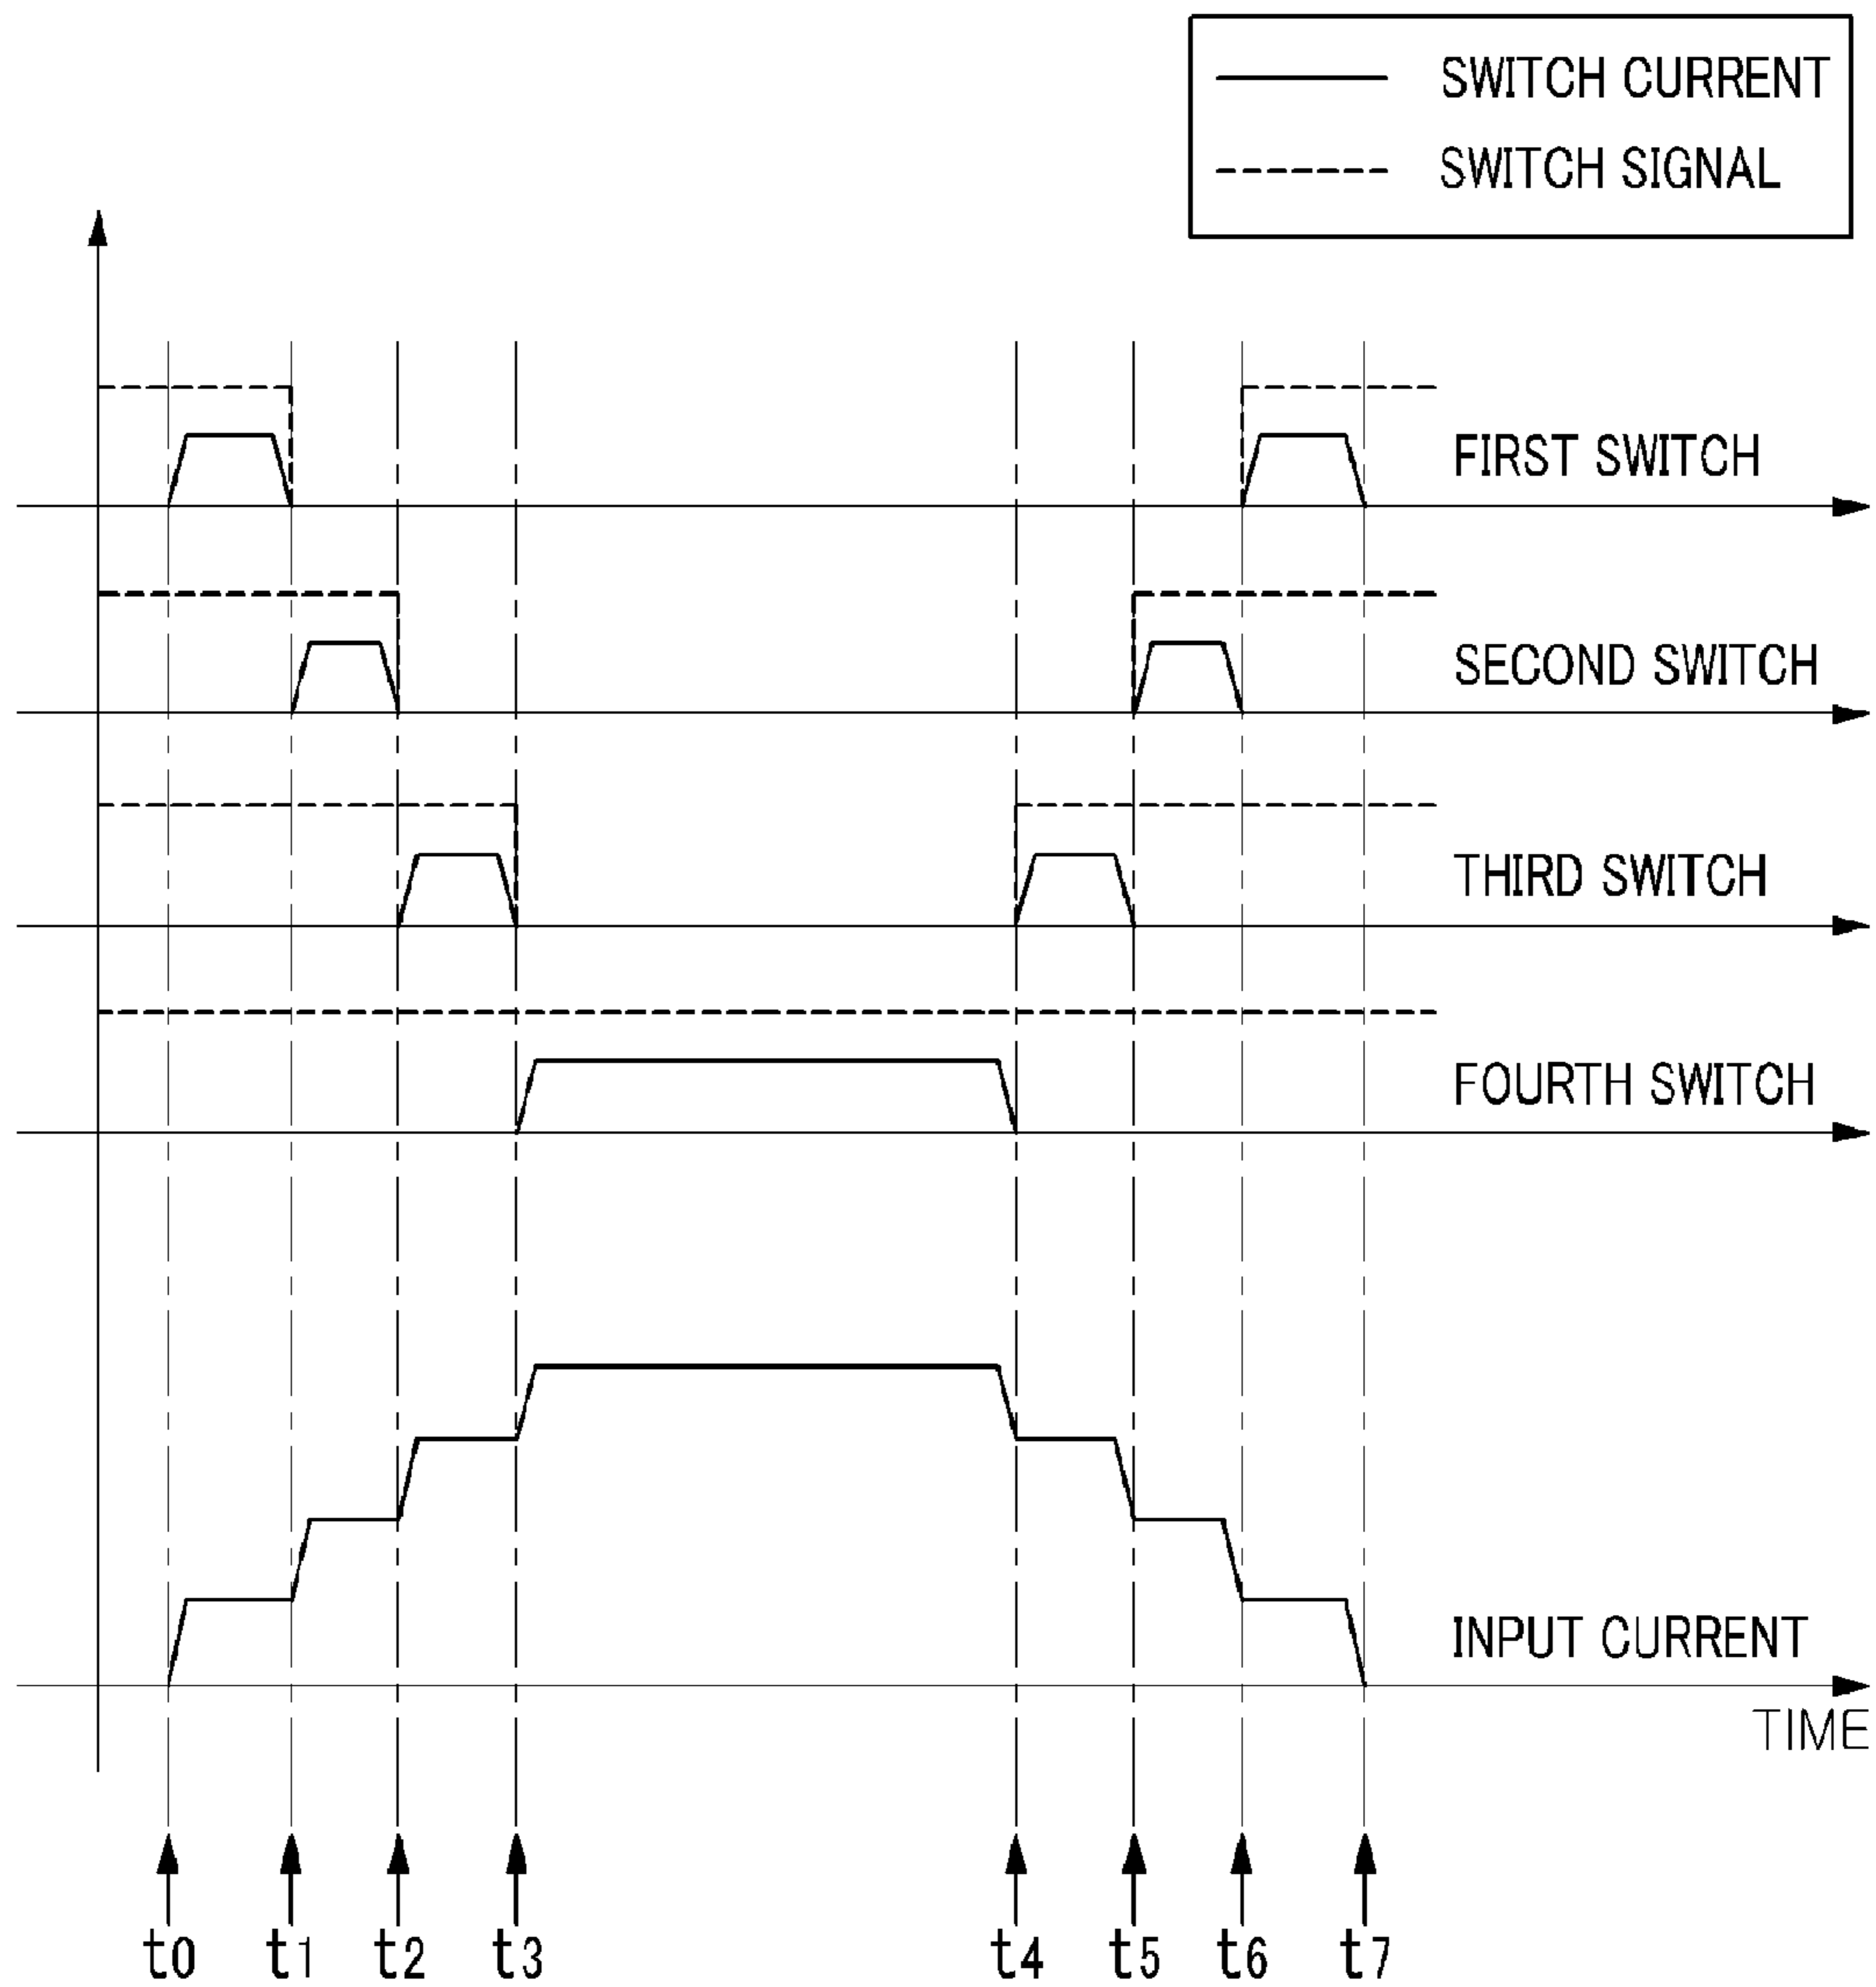 SWITCH CURRENT
SWITCH SIGNAL
FIRST SWITCH
SECOND SWITCH
THIRD SWITCH
FOURTH SWITCH
INPUT CURRENT
TIME
t0 t1 t2 t3 t4 t5 t6 t7